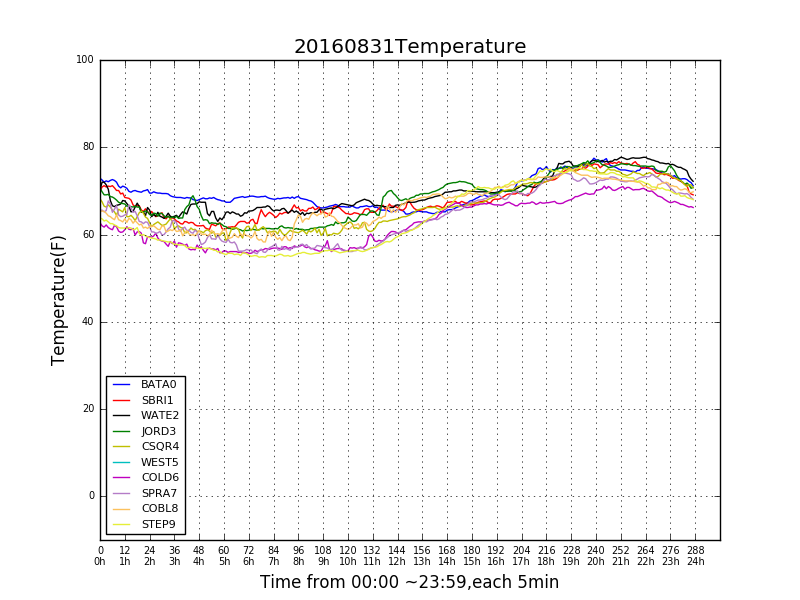 20160831Temperature
100
80
60
40
20
0
Temperature(F)
BATA0
SBRI1
WATE2
JORD3
CSQR4
WEST5
COLD6
SPRA7
COBL8
STEP9
0 12 24 36 48 60 72 84 96 108 120 132 144 156 168 180 192 204 216 228 240 252 264 276 288
0h 1h 2h 3h 4h 5h 6h 7h 8h 9h 10h 11h 12h 13h 14h 15h 16h 17h 18h 19h 20h 21h 22h 23h 24h
Time from 00:00 ~23:59,each 5min